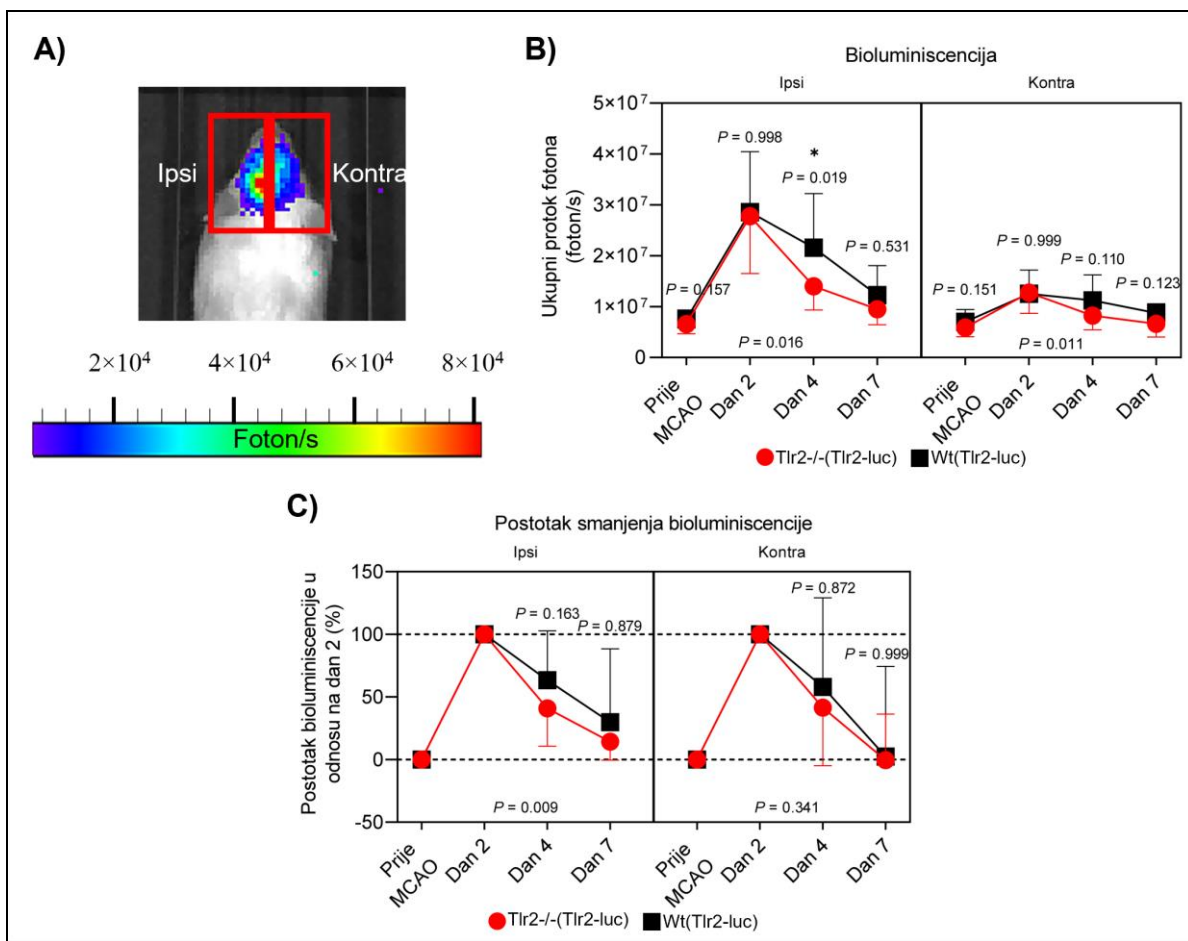 A)
Ipsi
Kontra
2×10⁴ 4×10⁴ 6×10⁴ 8×10⁴
Foton/s
B)
Bioluminiscencija
Ipsi Kontra
Ukupni protok fotona
(foton/s)
5×10⁷
4×10⁷
3×10⁷
2×10⁷
1×10⁷
0
P = 0.157
P = 0.998
*
P = 0.019
P = 0.531
P = 0.016
P = 0.151
P = 0.999
P = 0.110
P = 0.123
P = 0.011
Prije
MCAO
Dan 2
Dan 4
Dan 7
Prije
MCAO
Dan 2
Dan 4
Dan 7
Tlr2-/-(Tlr2-luc) Wt(Tlr2-luc)
C)
Postotak smanjenja bioluminiscencije
Ipsi Kontra
Postotak bioluminiscencije u
odnosu na dan 2 (%)
150
100
50
0
-50
P = 0.163
P = 0.879
P = 0.009
P = 0.872
P = 0.999
P = 0.341
Prije
MCAO
Dan 2
Dan 4
Dan 7
Prije
MCAO
Dan 2
Dan 4
Dan 7
Tlr2-/-(Tlr2-luc) Wt(Tlr2-luc)